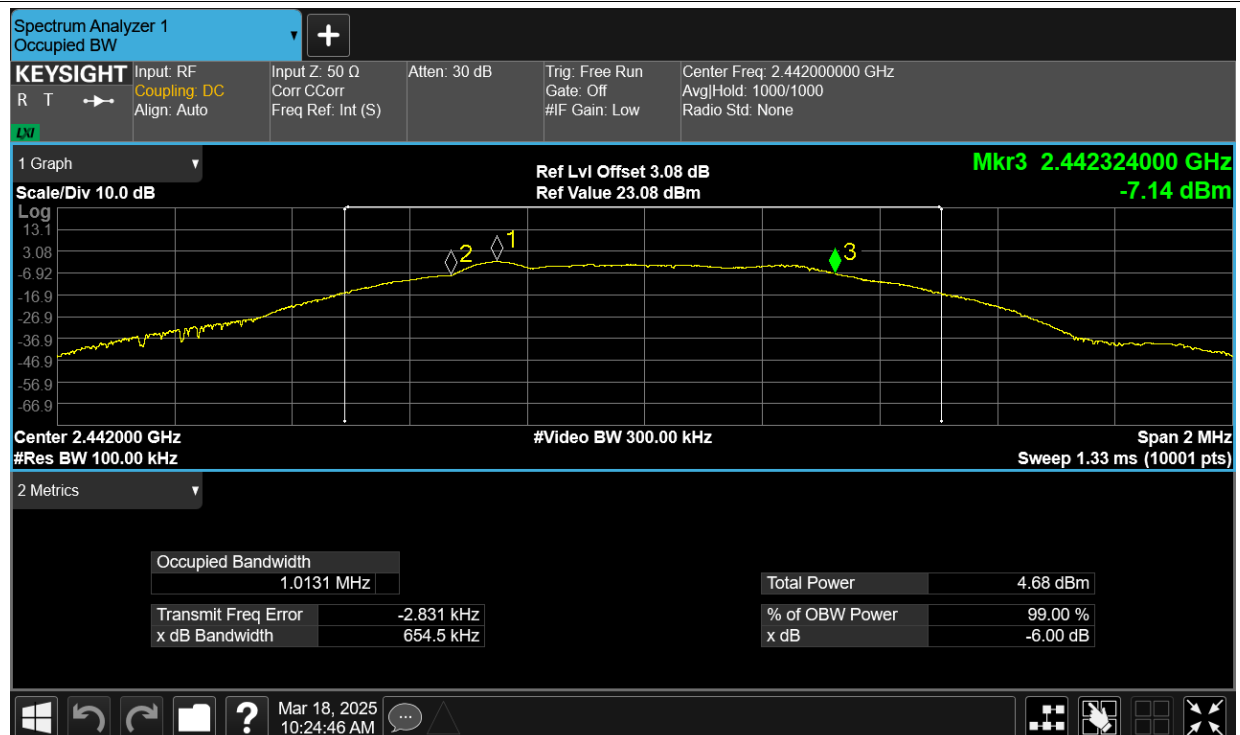 Spectrum Analyzer 1
Occupied BW
KEYSIGHT
R T
LXI
Input: RF
Coupling: DC
Align: Auto
Input Z: 50 Ω
Corr CCorr
Freq Ref: Int (S)
Atten: 30 dB
Trig: Free Run
Gate: Off
#IF Gain: Low
Center Freq: 2.442000000 GHz
Avg|Hold: 1000/1000
Radio Std: None
1 Graph
Scale/Div 10.0 dB
Ref Lvl Offset 3.08 dB
Ref Value 23.08 dBm
Mkr3 2.442324000 GHz
-7.14 dBm
Log
13.1
3.08
-6.92
-16.9
-26.9
-36.9
-46.9
-56.9
-66.9
2
1
3
Center 2.442000 GHz
#Res BW 100.00 kHz
#Video BW 300.00 kHz
Span 2 MHz
Sweep 1.33 ms (10001 pts)
2 Metrics
Occupied Bandwidth
1.0131 MHz
Transmit Freq Error -2.831 kHz
x dB Bandwidth 654.5 kHz
Total Power 4.68 dBm
% of OBW Power 99.00 %
x dB -6.00 dB
?
Mar 18, 2025
10:24:46 AM